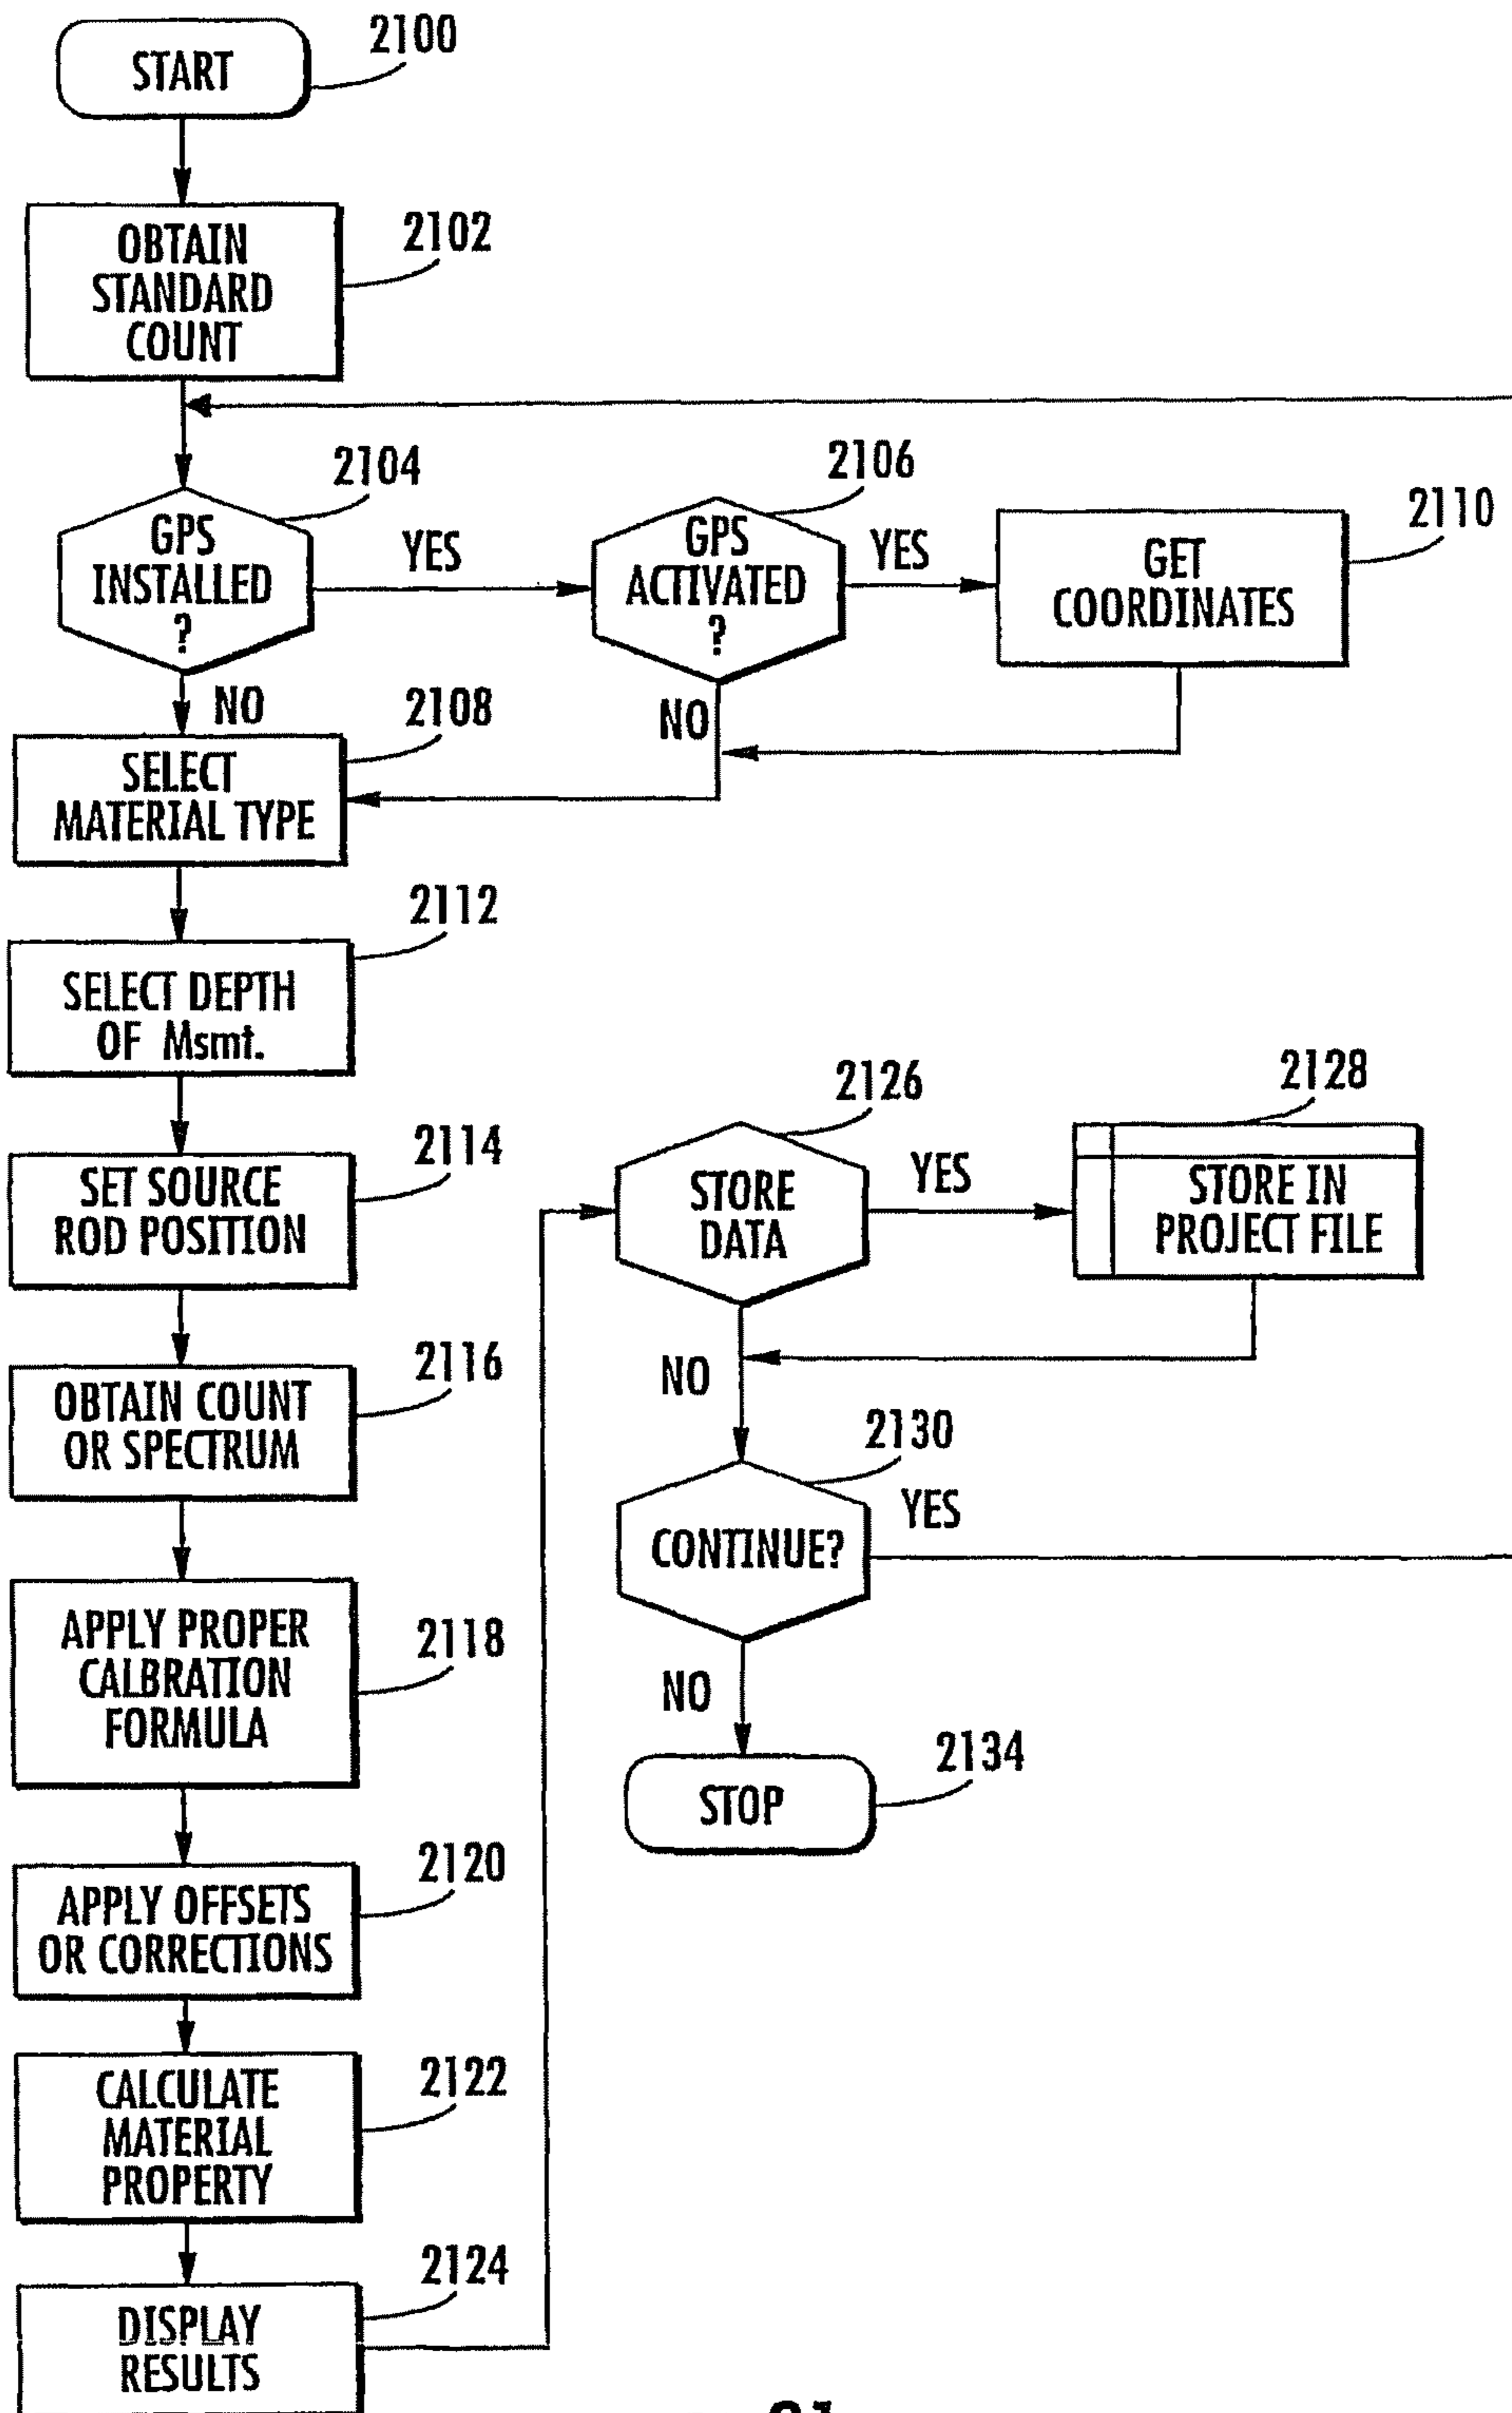 START
2100
OBTAIN
STANDARD
COUNT
2102
GPS
INSTALLED
?
2104
YES
GPS
ACTIVATED
?
2106
YES
GET
COORDINATES
2110
NO
NO
SELECT
MATERIAL TYPE
2108
SELECT DEPTH
OF Msmt.
2112
SET SOURCE
ROD POSITION
2114
OBTAIN COUNT
OR SPECTRUM
2116
APPLY PROPER
CALBRATION
FORMULA
2118
APPLY OFFSETS
OR CORRECTIONS
2120
CALCULATE
MATERIAL
PROPERTY
2122
DISPLAY
RESULTS
2124
STORE
DATA
2126
YES
STORE IN
PROJECT FILE
2128
NO
CONTINUE?
2130
YES
NO
STOP
2134